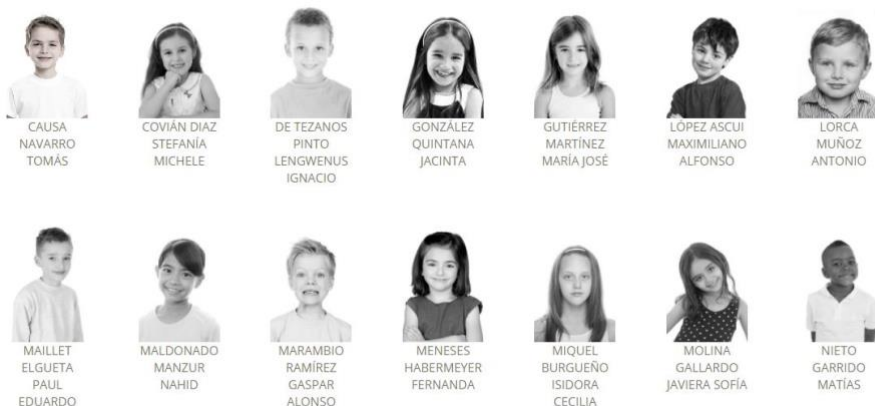 CAUSA
NAVARRO
TOMÁS
COVIÁN DIAZ
STEFANÍA
MICHELE
DE TEZANOS
PINTO
LENGWENUS
IGNACIO
GONZÁLEZ
QUINTANA
JACINTA
GUTIÉRREZ
MARTÍNEZ
MARÍA JOSÉ
LÓPEZ ASCUI
MAXIMILIANO
ALFONSO
LORCA
MUÑOZ
ANTONIO
MAILLET
ELGUETA
PAUL
EDUARDO
MALDONADO
MANZUR
NAHID
MARAMBIO
RAMÍREZ
GASPAR
ALONSO
MENESES
HABERMEYER
FERNANDA
MIQUEL
BURGUEÑO
ISIDORA
CECILIA
MOLINA
GALLARDO
JAVIERA SOFÍA
NIETO
GARRIDO
MATÍAS